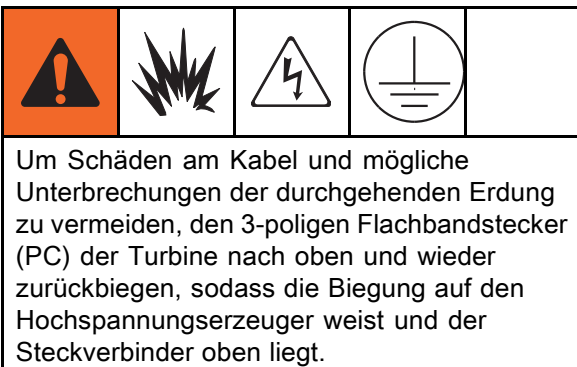 Um Schäden am Kabel und mögliche
Unterbrechungen der durchgehenden Erdung
zu vermeiden, den 3-poligen Flachbandstecker
(PC) der Turbine nach oben und wieder
zurückbiegen, sodass die Biegung auf den
Hochspannungserzeuger weist und der
Steckverbinder oben liegt.